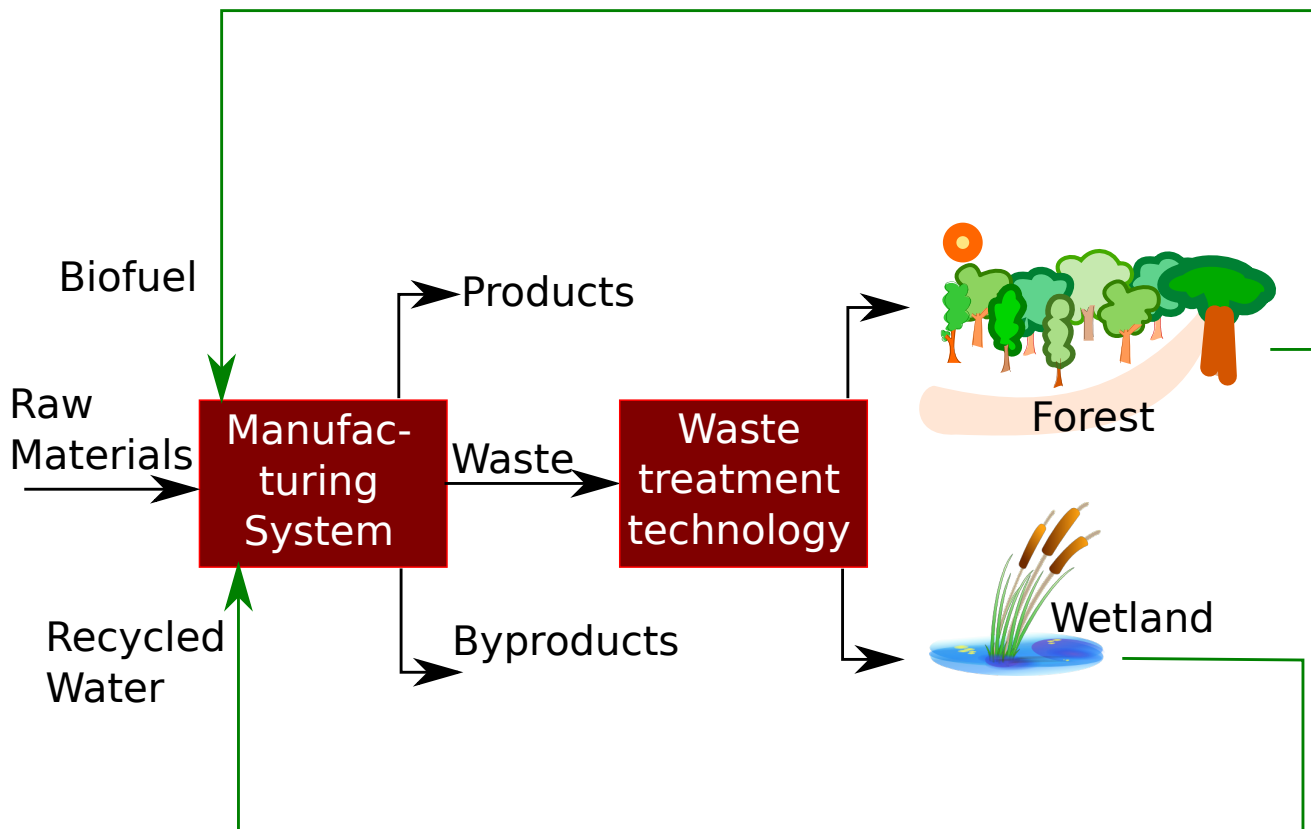 Biofuel
Products
Raw
Materials
Manufac-
turing
System
Waste
Waste
treatment
technology
Forest
Recycled
Water
Byproducts
Wetland